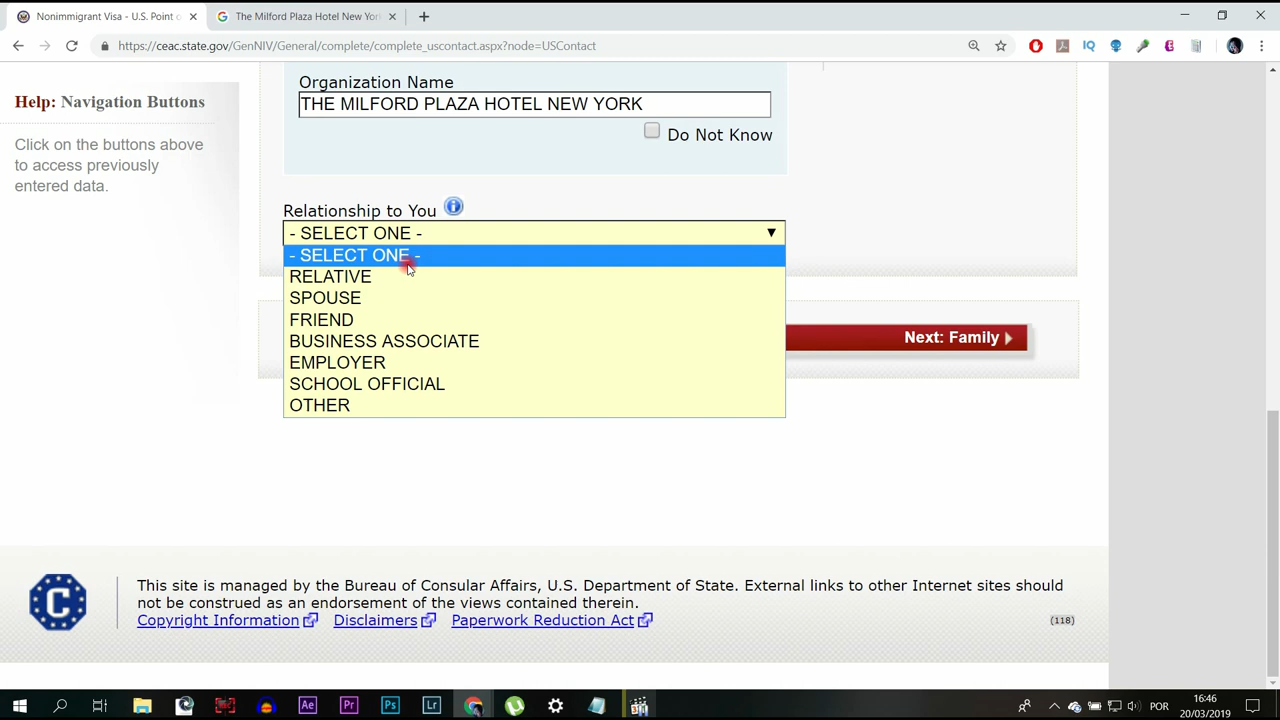 Nonimmigrant Visa - U.S. Point o
The Milford Plaza Hotel New Yor
https://ceac.state.gov/GenNIV/General/complete/complete_uscontact.aspx?node=USContact
IQ
Help: Navigation Buttons
Click on the buttons above
to access previously
entered data.
Organization Name
THE MILFORD PLAZA HOTEL NEW YORK
Do Not Know
Relationship to You
- SELECT ONE -
- SELECT ONE -
RELATIVE
SPOUSE
FRIEND
BUSINESS ASSOCIATE
EMPLOYER
SCHOOL OFFICIAL
OTHER
Next: Family
C
This site is managed by the Bureau of Consular Affairs, U.S. Department of State. External links to other Internet sites should
not be construed as an endorsement of the views contained therein.
Copyright Information
Disclaimers
Paperwork Reduction Act
(118)
Ae
Pr
Ps
Lr
POR
16:46
20/03/2019